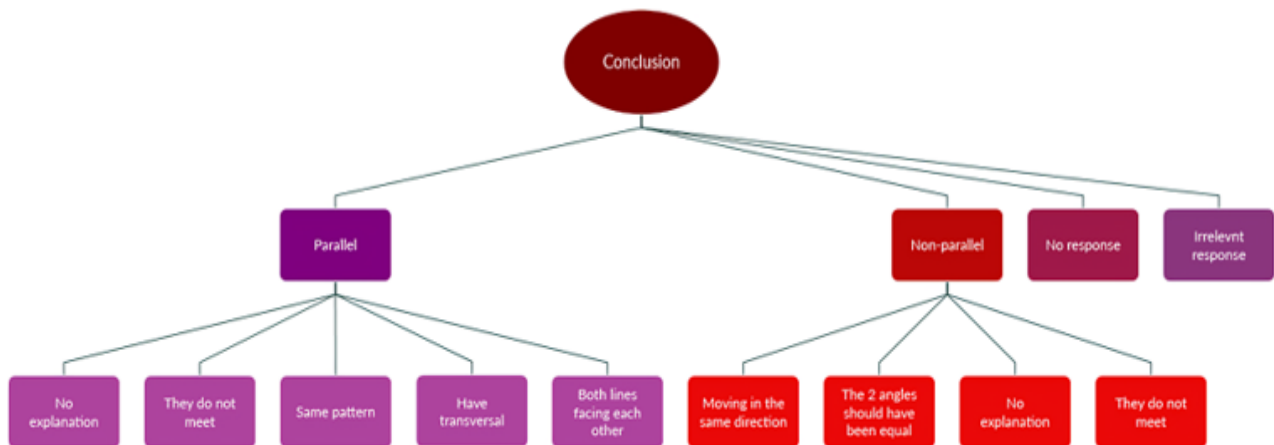 Conclusion
Parallel
Non-parallel
No response
Irrelevnt
response
No
explanation
They do not
meet
Same pattern
Have
transversal
Both lines
facing each
other
Moving in the
same direction
The 2 angles
should have
been equal
No
explanation
They do not
meet